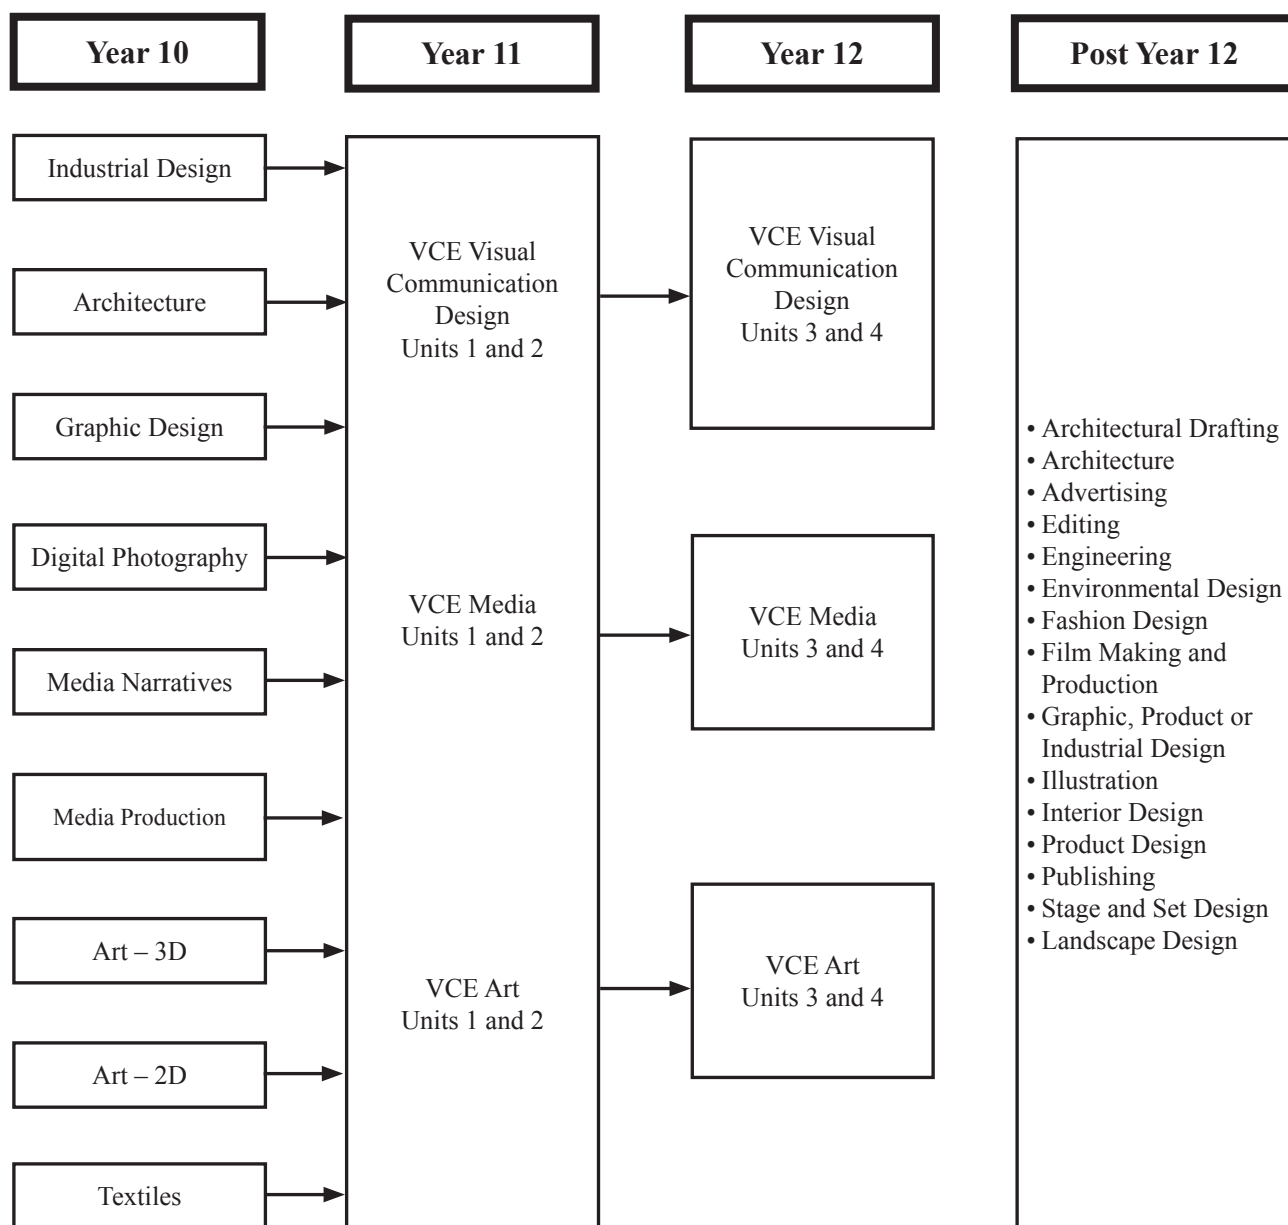 Year 10
Year 11
Year 12
Post Year 12
Industrial Design
Architecture
Graphic Design
Digital Photography
Media Narratives
Media Production
Art – 3D
Art – 2D
Textiles
VCE Visual
Communication
Design
Units 1 and 2
VCE Media
Units 1 and 2
VCE Art
Units 1 and 2
VCE Visual
Communication
Design
Units 3 and 4
VCE Media
Units 3 and 4
VCE Art
Units 3 and 4
• Architectural Drafting
• Architecture
• Advertising
• Editing
• Engineering
• Environmental Design
• Fashion Design
• Film Making and
Production
• Graphic, Product or
Industrial Design
• Illustration
• Interior Design
• Product Design
• Publishing
• Stage and Set Design
• Landscape Design